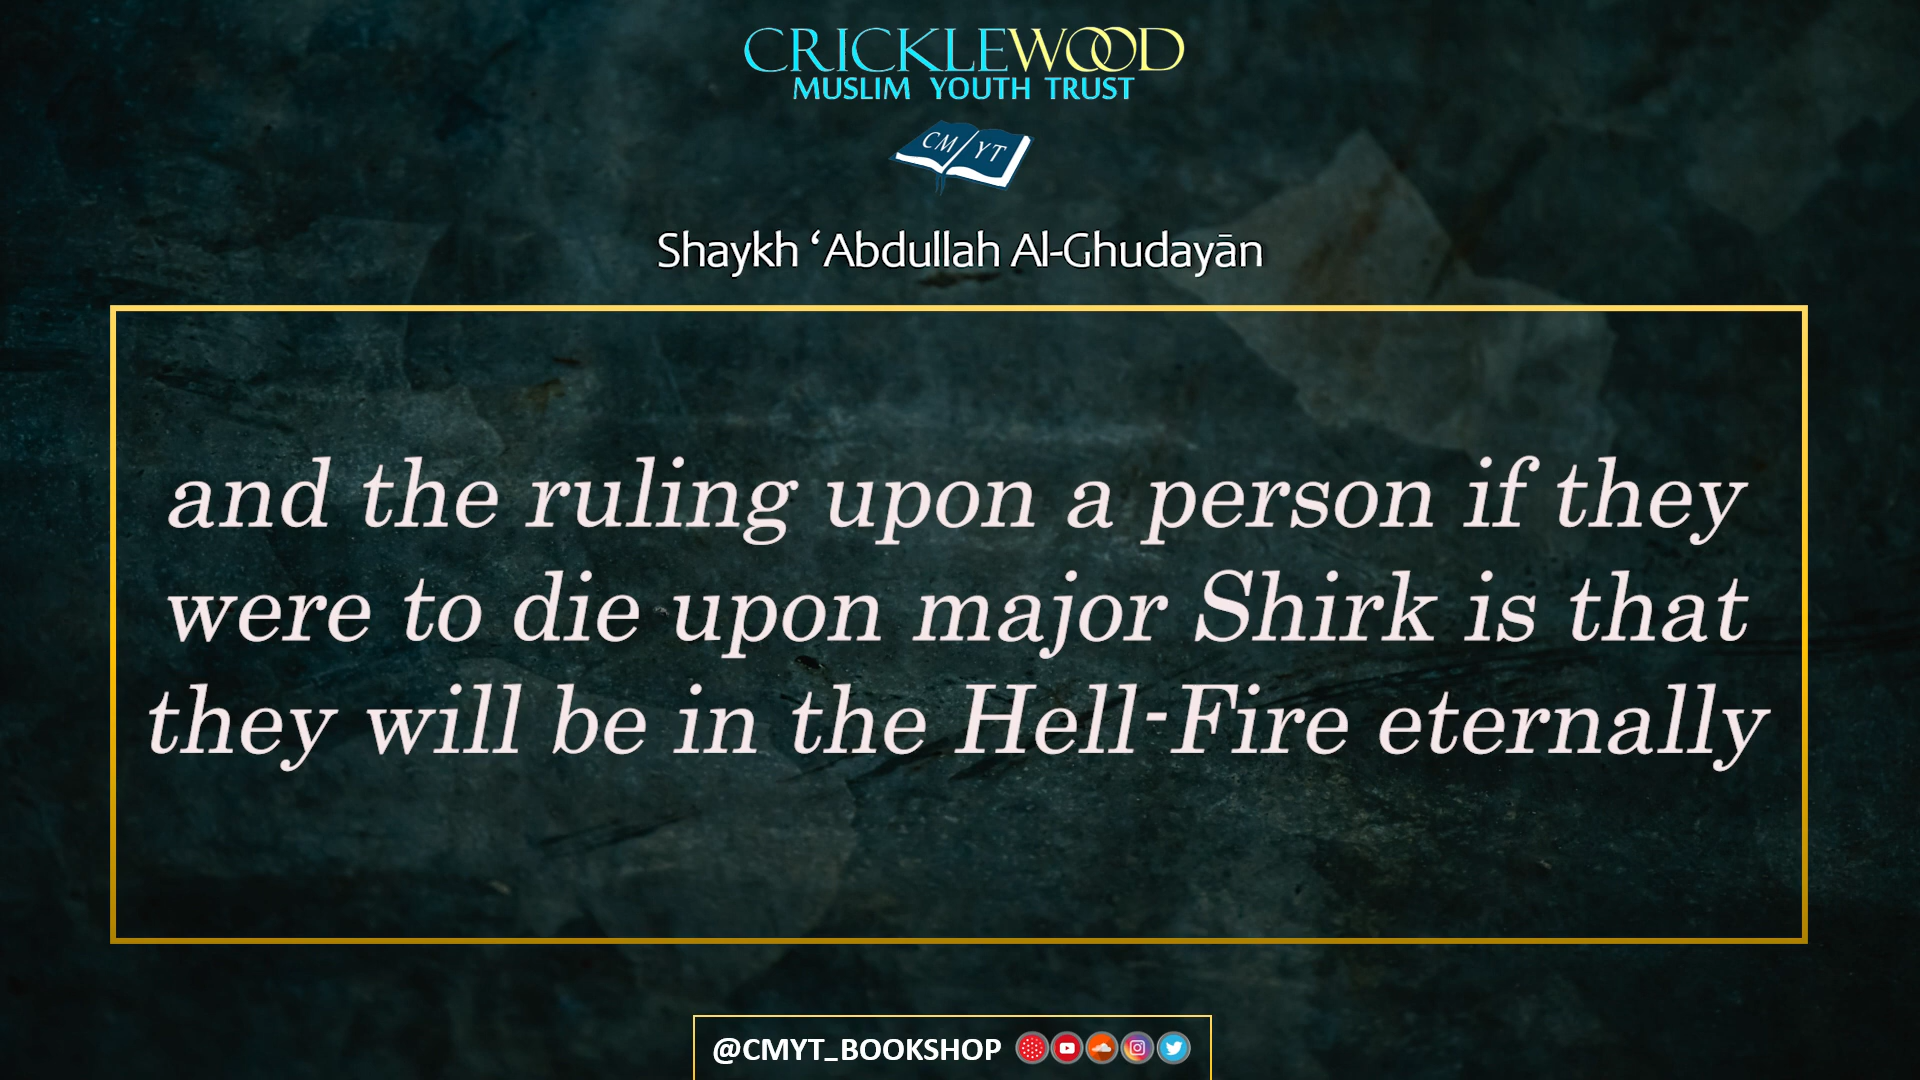 CRICKLEWOOD
MUSLIM YOUTH TRUST
CM YT
Shaykh ‘Abdullah Al-Ghudayān
and the ruling upon a person if they
were to die upon major Shirk is that
they will be in the Hell-Fire eternally
@CMYT_BOOKSHOP